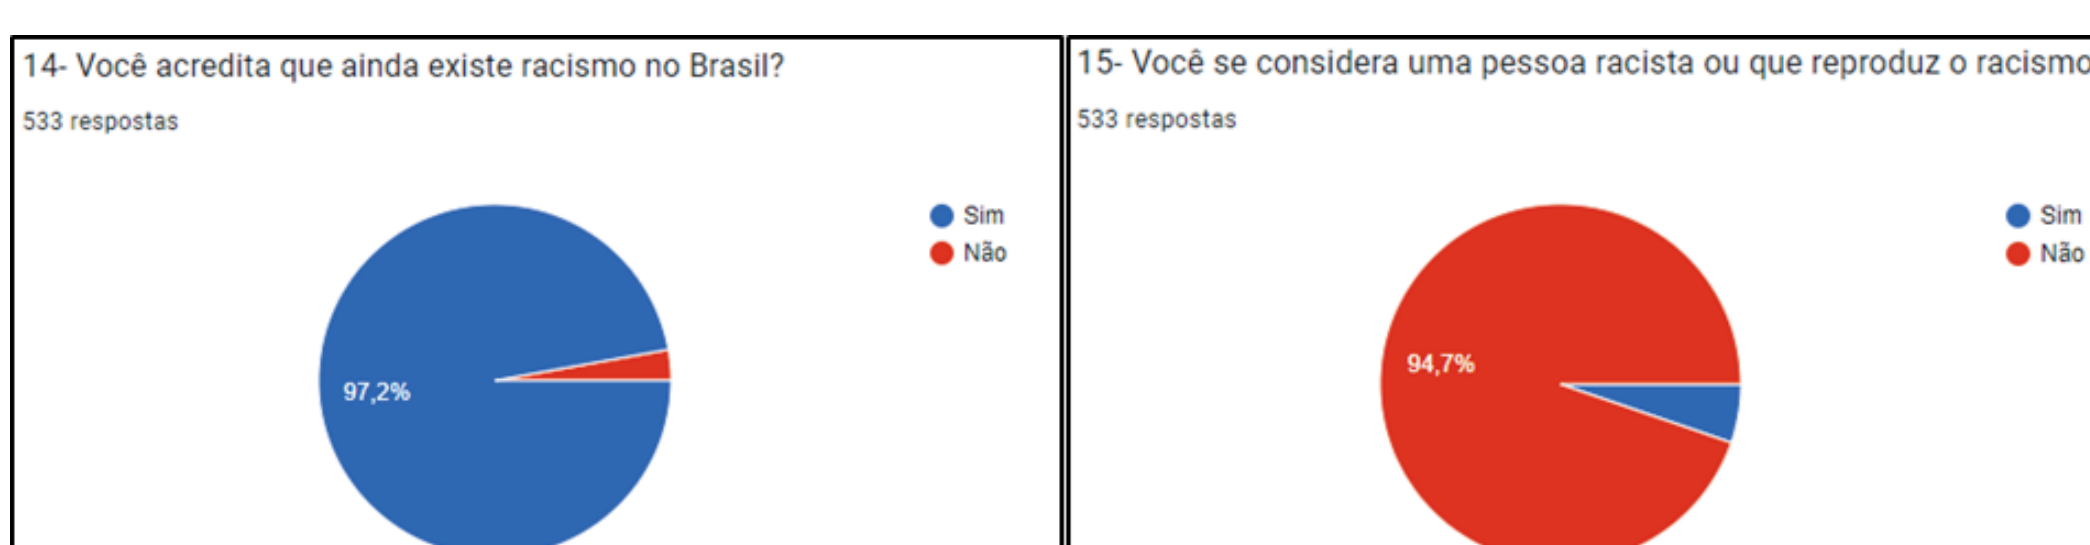 14- Você acredita que ainda existe racismo no Brasil?
533 respostas
Sim
Não
97,2%
15- Você se considera uma pessoa racista ou que reproduz o racismo
533 respostas
Sim
Não
94,7%